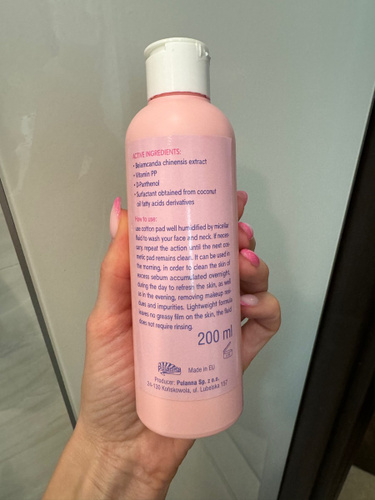 ACTIVE INGREDIENTS:
• Belamcanda chinensis extract
• Vitamin PP
• D-Panthenol
• Surfactant obtained from coconut
oil fatty acids derivatives
How to use:
use cotton pad well humidified by micellar
fluid to wash your face and neck, if neces-
sary, repeat the action until the next cos-
metic pad remains clean. It can be used in
the morning, in order to clean the skin of
excess sebum accumulated overnight,
during the day to refresh the skin, as well
as in the evening, removing makeup resi-
dues and impurities. Lightweight formula
leaves no greasy film on the skin, the fluid
does not require rinsing.
200 ml
Made in EU
Producer: Polanna Sp. z o.o.
24-130 Końskowola, ul. Lubelska 137